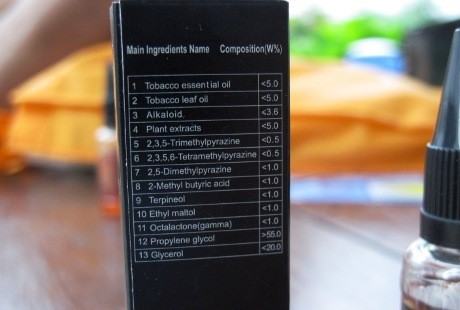 Main Ingredients Name Composition(W%)
1 Tobacco essential oil <5.0
2 Tobacco leaf oil <5.0
3 Alkaloid. <3.6
4 Plant extracts <5.0
5 2,3,5-Trimethylpyrazine <0.5
6 2,3,5,6-Tetramethylpyrazine <0.5
7 2,5-Dimethylpyrazine <1.0
8 2-Methyl butyric acid <1.0
9 Terpineol <1.0
10 Ethyl maltol <1.0
11 Octalactone(gamma) <1.0
12 Propylene glycol >55.0
13 Glycerol <20.0